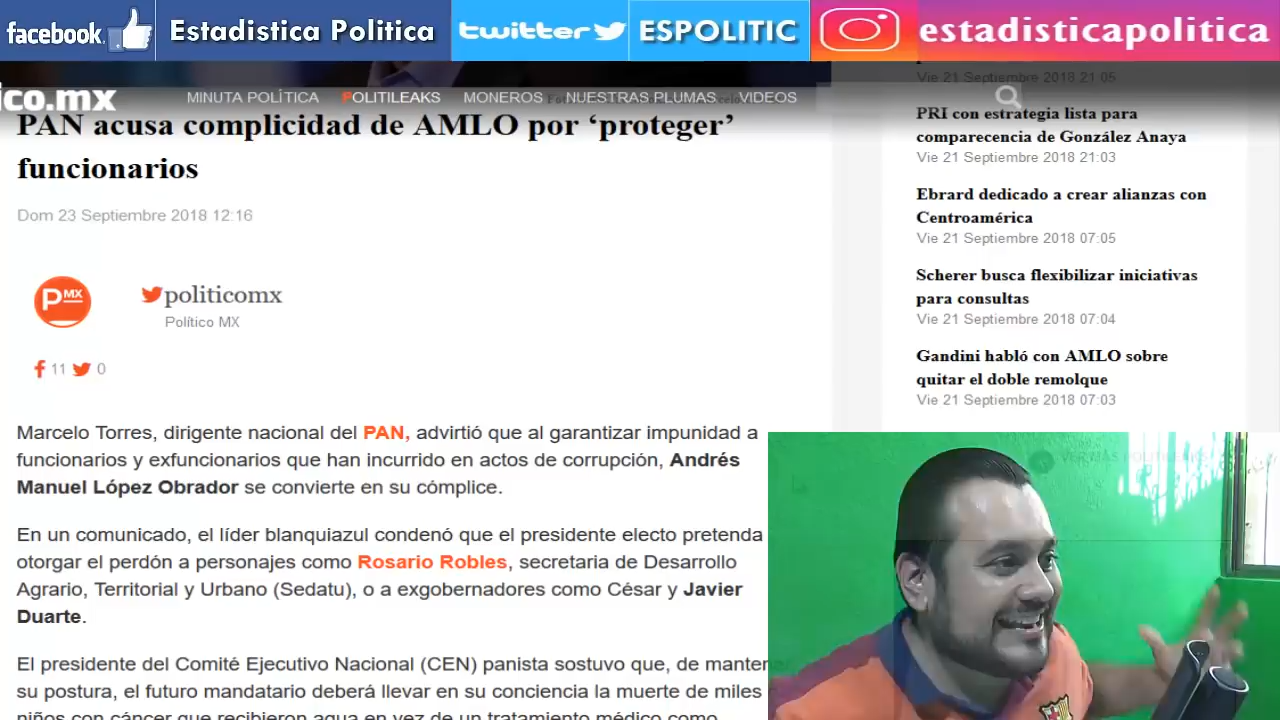 facebook.
Estadistica Politica
twitter
ESPOLITIC
estadisticapolitica
ico.mx
MINUTA POLÍTICA
POLITILEAKS
MONEROS
NUESTRAS PLUMAS
VIDEOS
PAN acusa complicidad de AMLO por ‘proteger’
funcionarios
Dom 23 Septiembre 2018 12:16
P MX
politicomx
Político MX
11
0
Marcelo Torres, dirigente nacional del PAN, advirtió que al garantizar impunidad a
funcionarios y exfuncionarios que han incurrido en actos de corrupción, Andrés
Manuel López Obrador se convierte en su cómplice.
En un comunicado, el líder blanquiazul condenó que el presidente electo pretenda
otorgar el perdón a personajes como Rosario Robles, secretaria de Desarrollo
Agrario, Territorial y Urbano (Sedatu), o a exgobernadores como César y Javier
Duarte.
El presidente del Comité Ejecutivo Nacional (CEN) panista sostuvo que, de mantener
su postura, el futuro mandatario deberá llevar en su conciencia la muerte de miles
niños con cáncer que recibieron agua en vez de un tratamiento médico como
Vie 21 Septiembre 2018 21:05
PRI con estrategia lista para
comparecencia de González Anaya
Vie 21 Septiembre 2018 21:03
Ebrard dedicado a crear alianzas con
Centroamérica
Vie 21 Septiembre 2018 07:05
Scherer busca flexibilizar iniciativas
para consultas
Vie 21 Septiembre 2018 07:04
Gandini habló con AMLO sobre
quitar el doble remolque
Vie 21 Septiembre 2018 07:03
VER MÁS POLITILEAKS